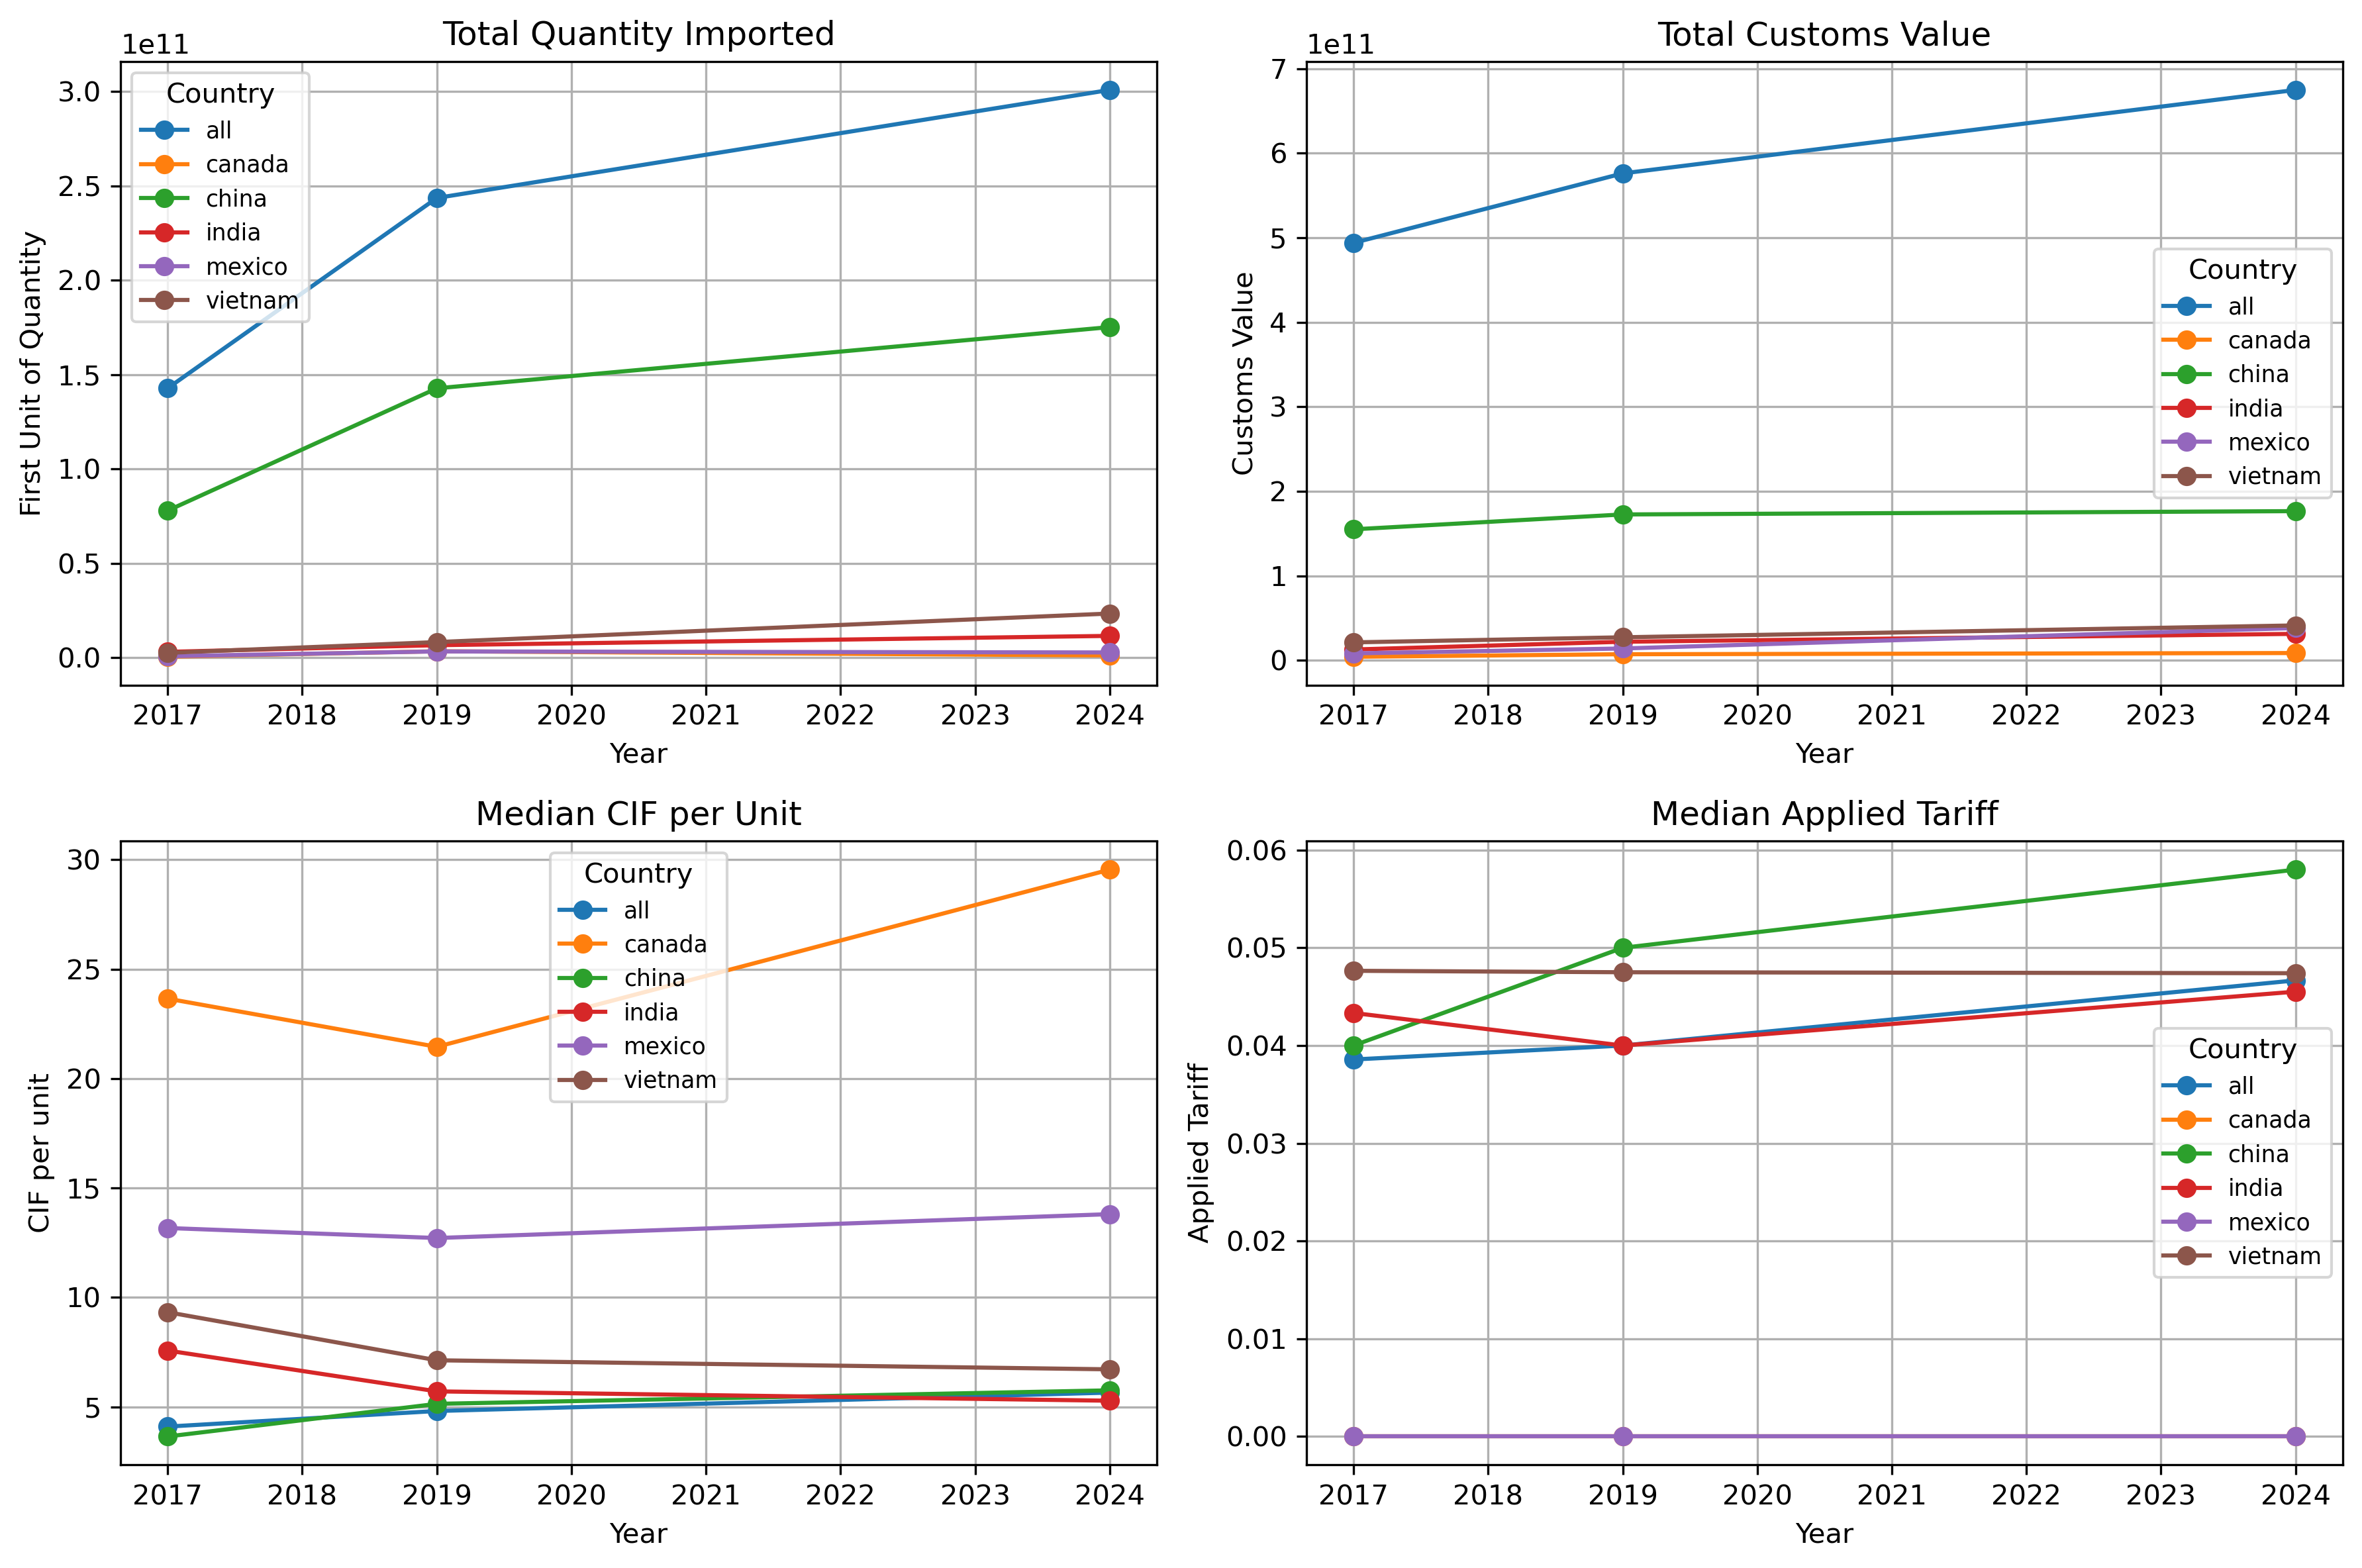 Total Quantity Imported
1e11
3.0
2.5
2.0
1.5
1.0
0.5
0.0
First Unit of Quantity
Country
all
canada
china
india
mexico
vietnam
2017 2018 2019 2020 2021 2022 2023 2024
Year
Total Customs Value
1e11
7
6
5
4
3
2
1
0
Customs Value
Country
all
canada
china
india
mexico
vietnam
2017 2018 2019 2020 2021 2022 2023 2024
Year
Median CIF per Unit
30
25
20
15
10
5
CIF per unit
Country
all
canada
china
india
mexico
vietnam
2017 2018 2019 2020 2021 2022 2023 2024
Year
Median Applied Tariff
0.06
0.05
0.04
0.03
0.02
0.01
0.00
Applied Tariff
Country
all
canada
china
india
mexico
vietnam
2017 2018 2019 2020 2021 2022 2023 2024
Year